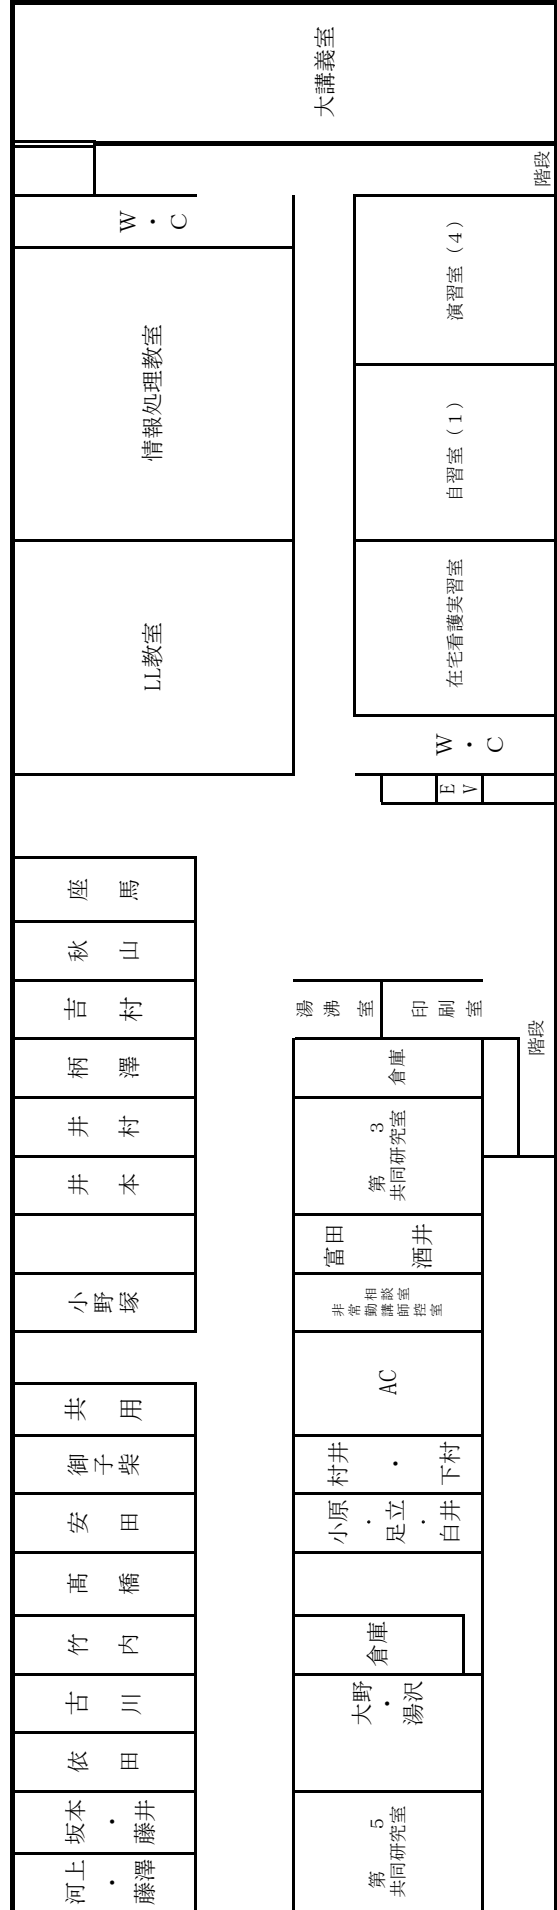 大講義室
階段
W・C
演習室（4）
情報処理教室
自習室（1）
LL教室
在宅看護実習室
W・C
EV
座馬
秋山
吉村
湯沸室
印刷室
柄澤
倉庫
階段
井村
第3
共同研究室
井本
富田
酒井
小野塚
非常勤講師控室
相談室
共用
AC
御子柴
村井・下村
安田
小原・足立・白井
髙橋
竹内
倉庫
古川
大野・湯沢
依田
坂本・藤井
第5
共同研究室
河上・藤澤